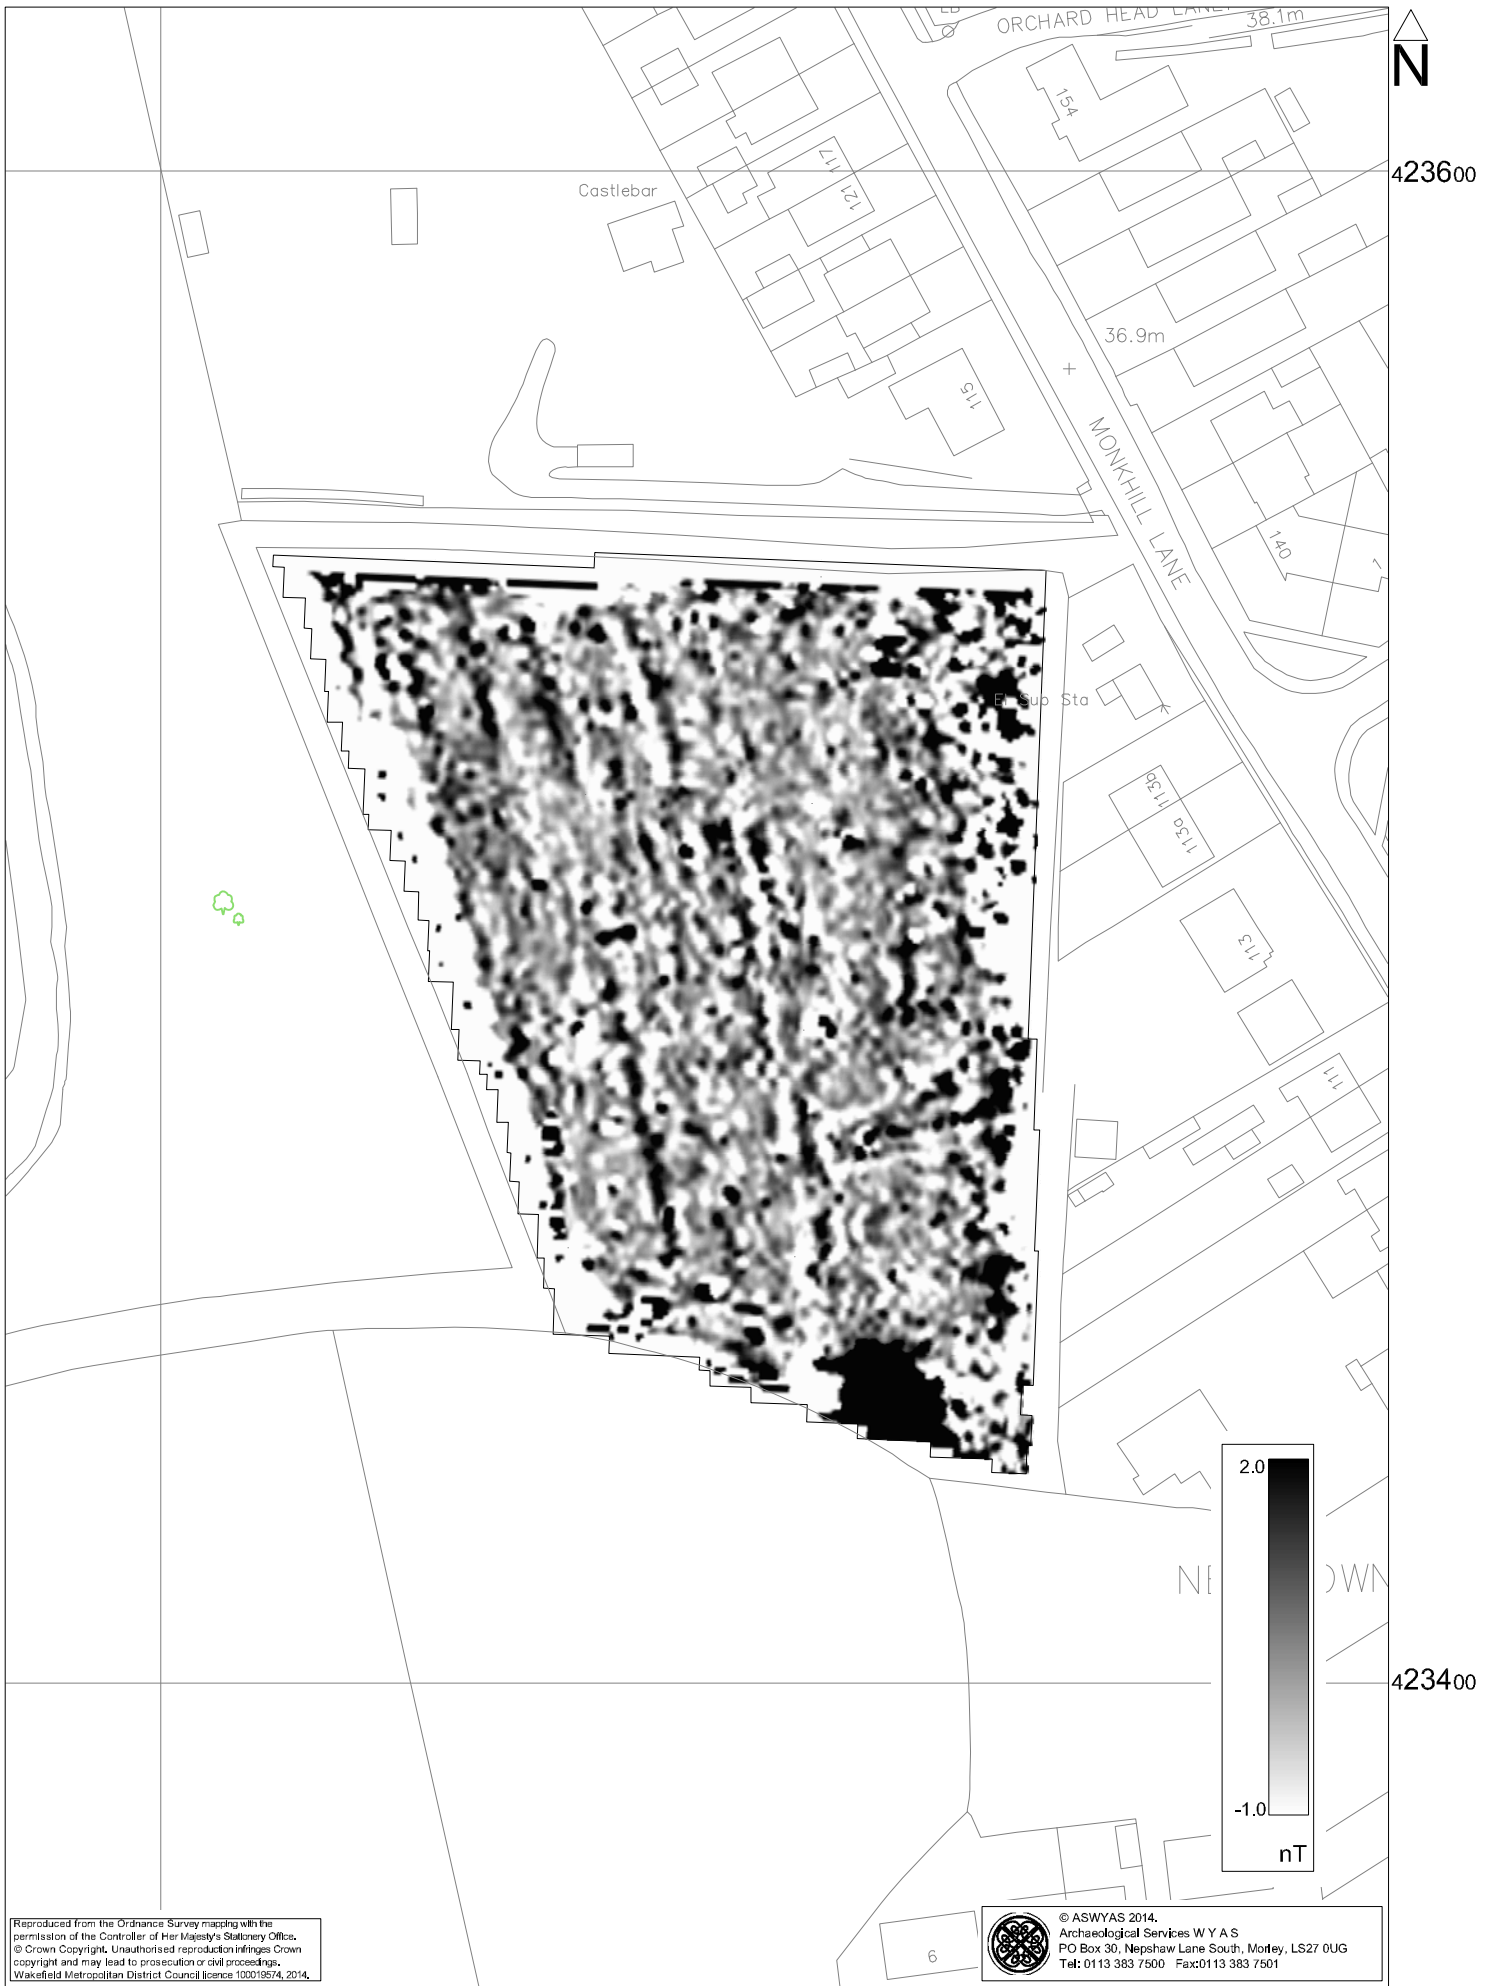 ORCHARD HEAD LANE
38.1m
N
154
423600
117
121
Castlebar
36.9m
115
MONKHILL LANE
140
El Sub Sta
113b
113a
113
111
2.0
-1.0
nT
423400
6
Reproduced from the Ordnance Survey mapping with the
permission of the Controller of Her Majesty's Stationery Office.
© Crown Copyright. Unauthorised reproduction infringes Crown
copyright and may lead to prosecution or civil proceedings.
Wakefield Metropolitan District Council licence 100019574, 2014.
© ASWYAS 2014.
Archaeological Services W Y A S
PO Box 30, Nepshaw Lane South, Morley, LS27 0UG
Tel: 0113 383 7500 Fax:0113 383 7501